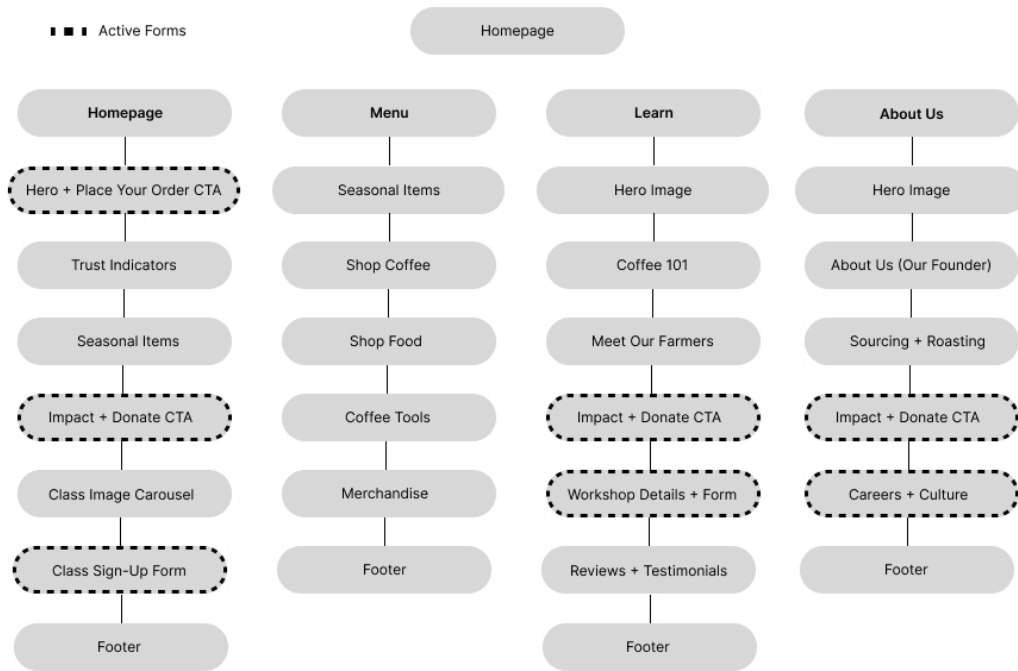 Active Forms
Homepage
Homepage
Hero + Place Your Order CTA
Trust Indicators
Seasonal Items
Impact + Donate CTA
Class Image Carousel
Class Sign-Up Form
Footer
Menu
Seasonal Items
Shop Coffee
Shop Food
Coffee Tools
Merchandise
Footer
Learn
Hero Image
Coffee 101
Meet Our Farmers
Impact + Donate CTA
Workshop Details + Form
Reviews + Testimonials
Footer
About Us
Hero Image
About Us (Our Founder)
Sourcing + Roasting
Impact + Donate CTA
Careers + Culture
Footer